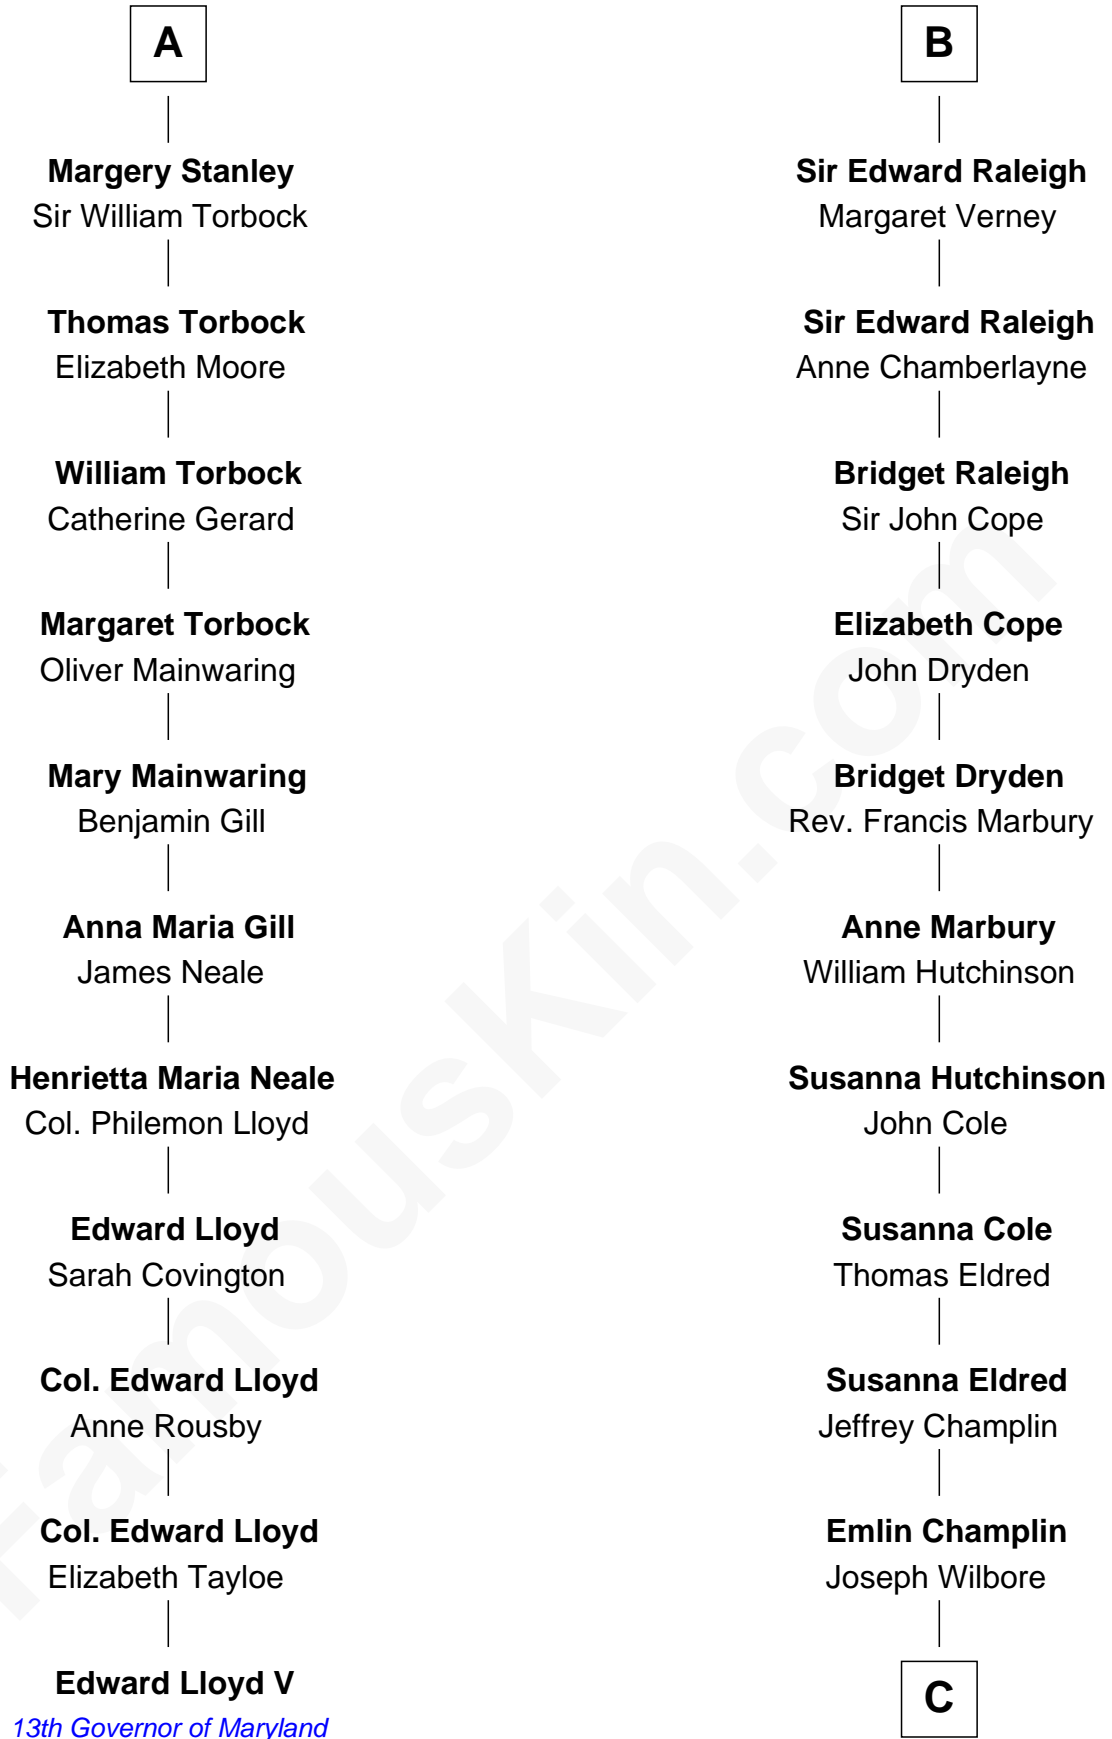 A
Margery Stanley
Sir William Torbock
Thomas Torbock
Elizabeth Moore
William Torbock
Catherine Gerard
Margaret Torbock
Oliver Mainwaring
Mary Mainwaring
Benjamin Gill
Anna Maria Gill
James Neale
Henrietta Maria Neale
Col. Philemon Lloyd
Edward Lloyd
Sarah Covington
Col. Edward Lloyd
Anne Rousby
Col. Edward Lloyd
Elizabeth Tayloe
Edward Lloyd V
13th Governor of Maryland
B
Sir Edward Raleigh
Margaret Verney
Sir Edward Raleigh
Anne Chamberlayne
Bridget Raleigh
Sir John Cope
Elizabeth Cope
John Dryden
Bridget Dryden
Rev. Francis Marbury
Anne Marbury
William Hutchinson
Susanna Hutchinson
John Cole
Susanna Cole
Thomas Eldred
Susanna Eldred
Jeffrey Champlin
Emlin Champlin
Joseph Wilbore
C
FamousKin.com